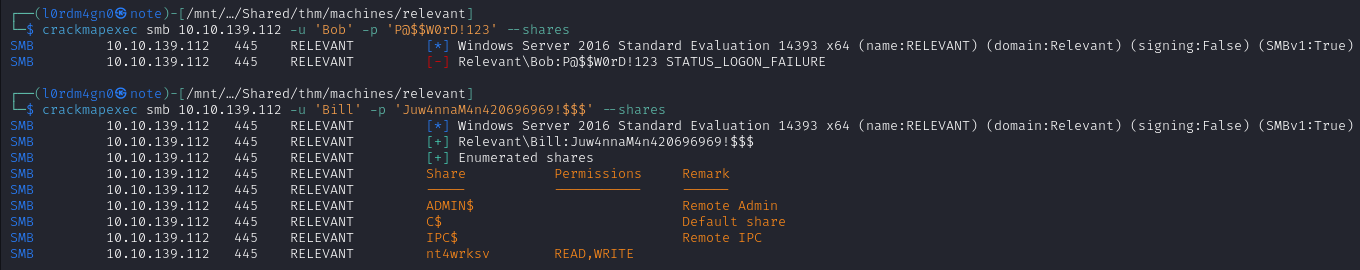 ┌──(l0rdm4gn0㉿note)-[/mnt/…/Shared/thm/machines/relevant]
└─$ crackmapexec smb 10.10.139.112 -u 'Bob' -p 'P@$$W0rD!123' --shares
SMB         10.10.139.112   445    RELEVANT         [*] Windows Server 2016 Standard Evaluation 14393 x64 (name:RELEVANT) (domain:Relevant) (signing:False) (SMBv1:True)
SMB         10.10.139.112   445    RELEVANT         [-] Relevant\Bob:P@$$W0rD!123 STATUS_LOGON_FAILURE
┌──(l0rdm4gn0㉿note)-[/mnt/…/Shared/thm/machines/relevant]
└─$ crackmapexec smb 10.10.139.112 -u 'Bill' -p 'Juw4nnaM4n420696969!$$$' --shares
SMB         10.10.139.112   445    RELEVANT         [*] Windows Server 2016 Standard Evaluation 14393 x64 (name:RELEVANT) (domain:Relevant) (signing:False) (SMBv1:True)
SMB         10.10.139.112   445    RELEVANT         [+] Relevant\Bill:Juw4nnaM4n420696969!$$$
SMB         10.10.139.112   445    RELEVANT         [+] Enumerated shares
SMB         10.10.139.112   445    RELEVANT         Share           Permissions     Remark
SMB         10.10.139.112   445    RELEVANT         -----           -----------     ------
SMB         10.10.139.112   445    RELEVANT         ADMIN$                          Remote Admin
SMB         10.10.139.112   445    RELEVANT         C$                              Default share
SMB         10.10.139.112   445    RELEVANT         IPC$                            Remote IPC
SMB         10.10.139.112   445    RELEVANT         nt4wrksv        READ,WRITE